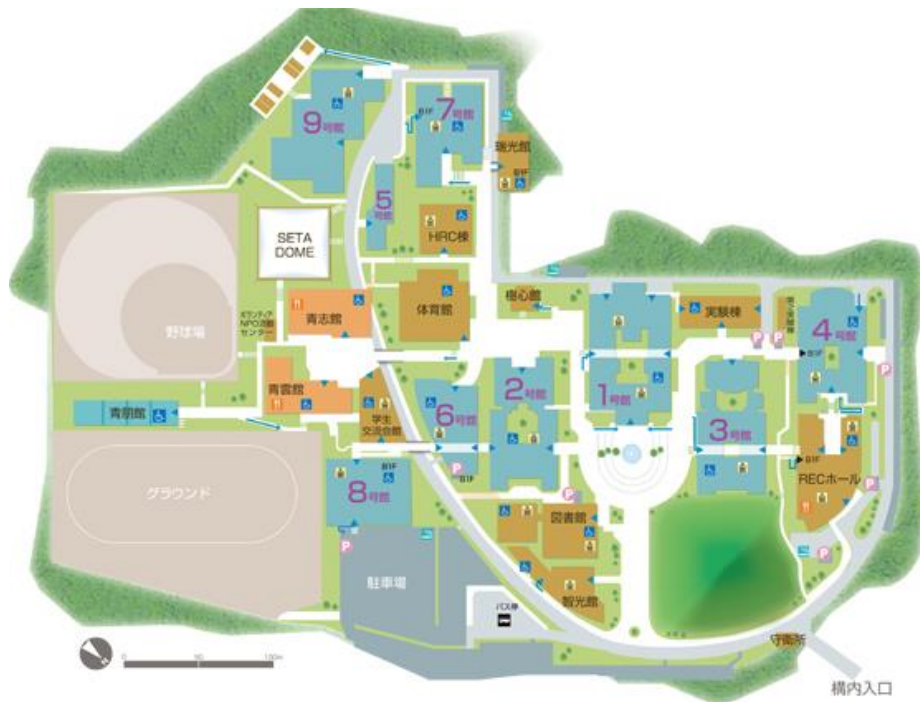 9号館
B1F
7号館
瑞光館
B1F
5号館
HRC棟
SETA
DOME
体育館
樹心館
実験棟
青志館
ボランティア
NPO活動
センター
野球場
4号館
B1F
青雲館
2号館
1号館
青朋館
学生
交流会館
6号館
3号館
B1F
B1F
B1F
RECホール
8号館
グラウンド
P
P
P
P
P
P
P
P
図書館
駐車場
智光館
バス停
守衛所
構内入口
0
50
100m